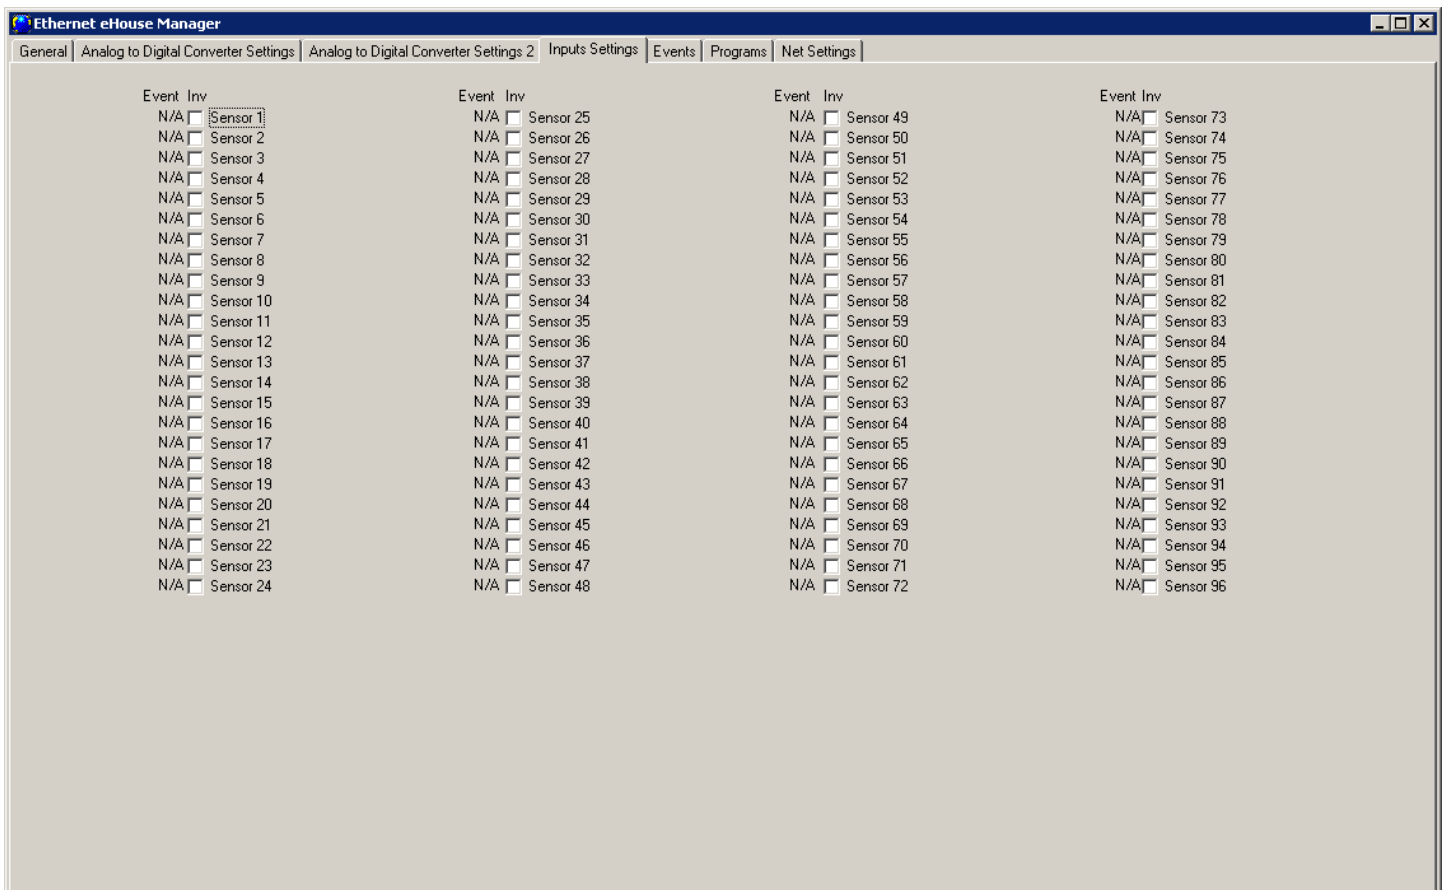 Ethernet eHouse Manager
General Analog to Digital Converter Settings Analog to Digital Converter Settings 2 Inputs Settings Events Programs Net Settings
Event Inv Event Inv Event Inv Event Inv
N/A Sensor 1 N/A Sensor 25 N/A Sensor 49 N/A Sensor 73
N/A Sensor 2 N/A Sensor 26 N/A Sensor 50 N/A Sensor 74
N/A Sensor 3 N/A Sensor 27 N/A Sensor 51 N/A Sensor 75
N/A Sensor 4 N/A Sensor 28 N/A Sensor 52 N/A Sensor 76
N/A Sensor 5 N/A Sensor 29 N/A Sensor 53 N/A Sensor 77
N/A Sensor 6 N/A Sensor 30 N/A Sensor 54 N/A Sensor 78
N/A Sensor 7 N/A Sensor 31 N/A Sensor 55 N/A Sensor 79
N/A Sensor 8 N/A Sensor 32 N/A Sensor 56 N/A Sensor 80
N/A Sensor 9 N/A Sensor 33 N/A Sensor 57 N/A Sensor 81
N/A Sensor 10 N/A Sensor 34 N/A Sensor 58 N/A Sensor 82
N/A Sensor 11 N/A Sensor 35 N/A Sensor 59 N/A Sensor 83
N/A Sensor 12 N/A Sensor 36 N/A Sensor 60 N/A Sensor 84
N/A Sensor 13 N/A Sensor 37 N/A Sensor 61 N/A Sensor 85
N/A Sensor 14 N/A Sensor 38 N/A Sensor 62 N/A Sensor 86
N/A Sensor 15 N/A Sensor 39 N/A Sensor 63 N/A Sensor 87
N/A Sensor 16 N/A Sensor 40 N/A Sensor 64 N/A Sensor 88
N/A Sensor 17 N/A Sensor 41 N/A Sensor 65 N/A Sensor 89
N/A Sensor 18 N/A Sensor 42 N/A Sensor 66 N/A Sensor 90
N/A Sensor 19 N/A Sensor 43 N/A Sensor 67 N/A Sensor 91
N/A Sensor 20 N/A Sensor 44 N/A Sensor 68 N/A Sensor 92
N/A Sensor 21 N/A Sensor 45 N/A Sensor 69 N/A Sensor 93
N/A Sensor 22 N/A Sensor 46 N/A Sensor 70 N/A Sensor 94
N/A Sensor 23 N/A Sensor 47 N/A Sensor 71 N/A Sensor 95
N/A Sensor 24 N/A Sensor 48 N/A Sensor 72 N/A Sensor 96